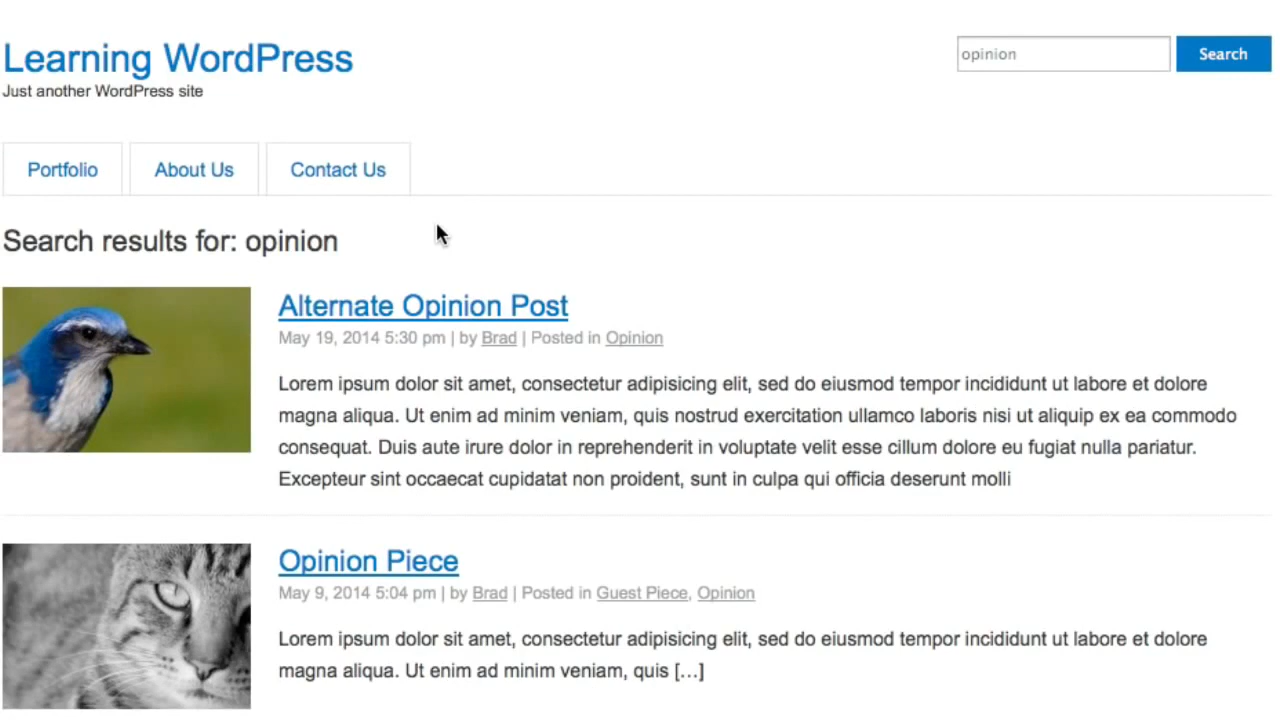 Learning WordPress
Just another WordPress site
opinion
Search
Portfolio
About Us
Contact Us
Search results for: opinion
Alternate Opinion Post
May 19, 2014 5:30 pm | by Brad | Posted in Opinion
Lorem ipsum dolor sit amet, consectetur adipisicing elit, sed do eiusmod tempor incididunt ut labore et dolore
magna aliqua. Ut enim ad minim veniam, quis nostrud exercitation ullamco laboris nisi ut aliquip ex ea commodo
consequat. Duis aute irure dolor in reprehenderit in voluptate velit esse cillum dolore eu fugiat nulla pariatur.
Excepteur sint occaecat cupidatat non proident, sunt in culpa qui officia deserunt molli
Opinion Piece
May 9, 2014 5:04 pm | by Brad | Posted in Guest Piece, Opinion
Lorem ipsum dolor sit amet, consectetur adipisicing elit, sed do eiusmod tempor incididunt ut labore et dolore
magna aliqua. Ut enim ad minim veniam, quis [...]